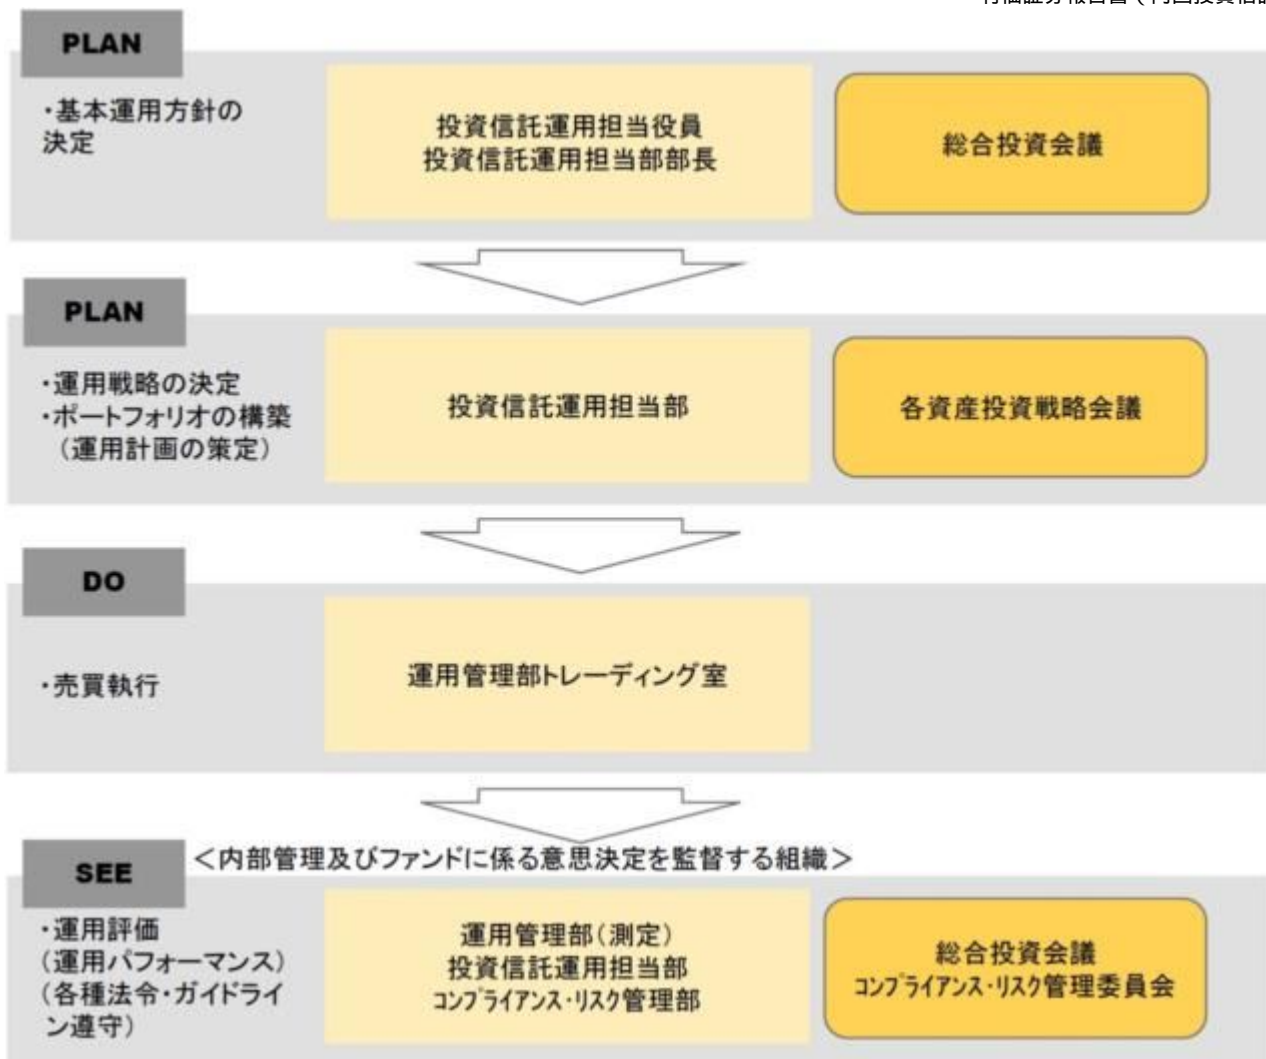 PLAN
・基本運用方針の
決定
投資信託運用担当役員
投資信託運用担当部部長
総合投資会議
PLAN
・運用戦略の決定
・ポートフォリオの構築
（運用計画の策定）
投資信託運用担当部
各資産投資戦略会議
DO
・売買執行
運用管理部トレーディング室
＜内部管理及びファンドに係る意思決定を監督する組織＞
SEE
・運用評価
（運用パフォーマンス）
（各種法令・ガイドライ
ン遵守）
運用管理部（測定）
投資信託運用担当部
ｺﾝﾌﾟﾗｲｱﾝｽ・ﾘｽｸ管理部
総合投資会議
ｺﾝﾌﾟﾗｲｱﾝｽ・ﾘｽｸ管理委員会